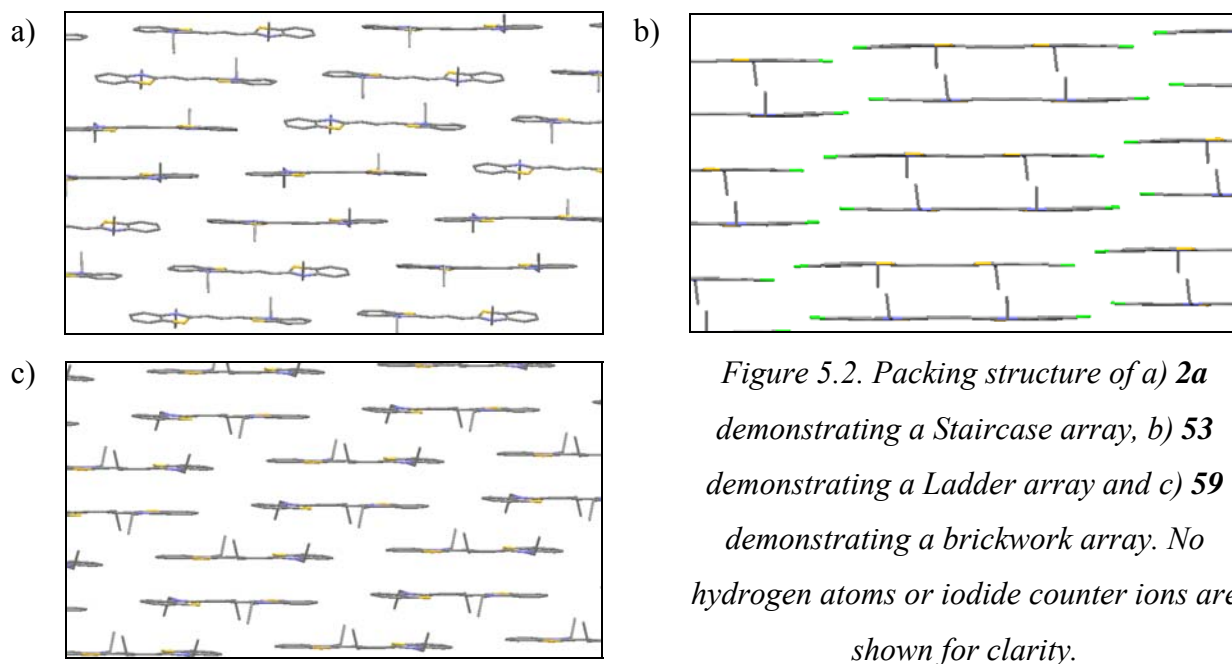 a)
b)
c)
Figure 5.2. Packing structure of a) 2a
demonstrating a Staircase array, b) 53
demonstrating a Ladder array and c) 59
demonstrating a brickwork array. No
hydrogen atoms or iodide counter ions are
shown for clarity.